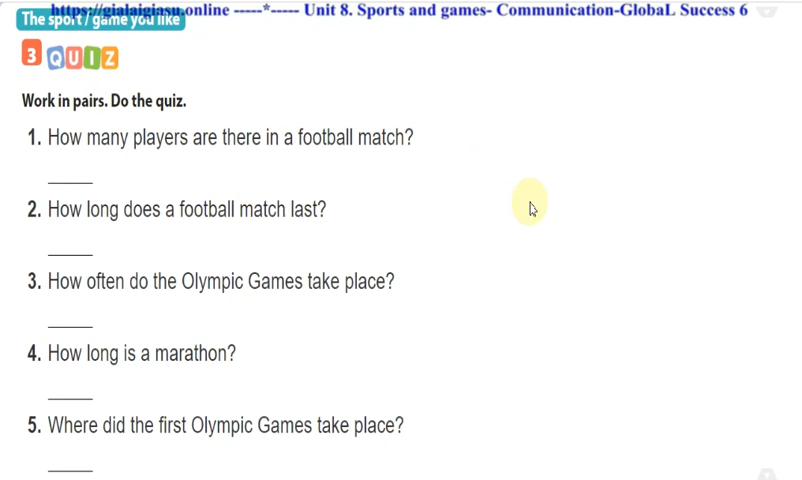 https://gialaigiasu.online -----*----- Unit 8. Sports and games- Communication-GlobaL Success 6
The sport / game you like
3 QUIZ
Work in pairs. Do the quiz.
1. How many players are there in a football match?
_____
2. How long does a football match last?
_____
3. How often do the Olympic Games take place?
_____
4. How long is a marathon?
_____
5. Where did the first Olympic Games take place?
_____